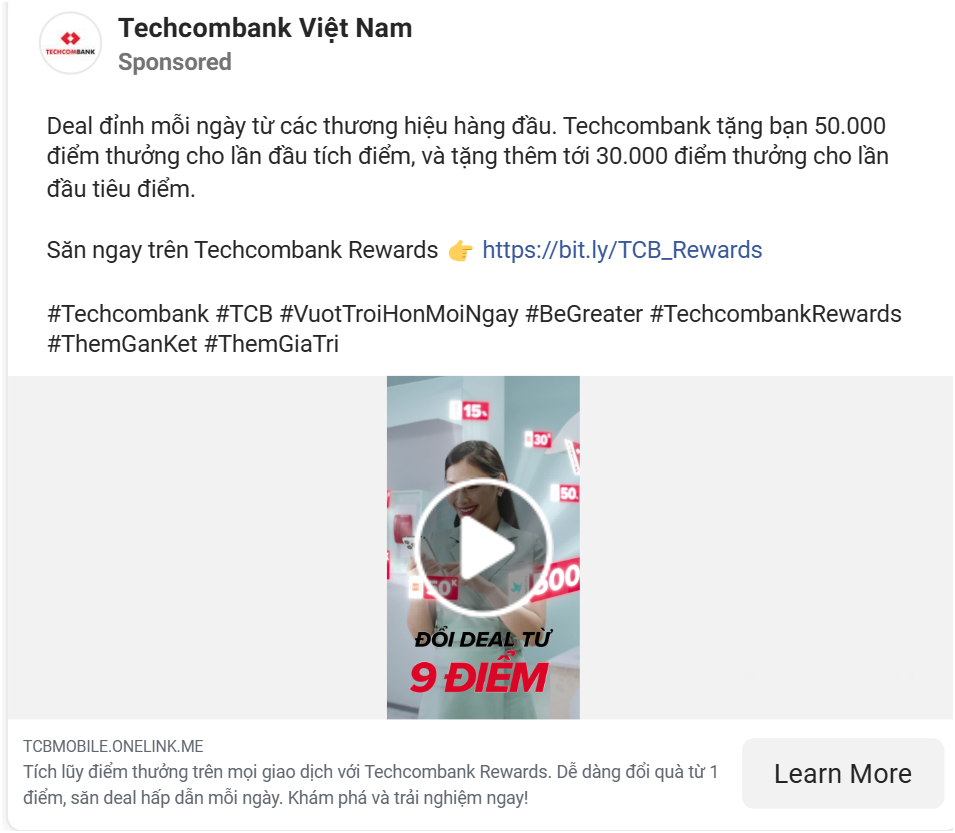 Techcombank Việt Nam
TECHCOMBANK
Sponsored
Deal đỉnh mỗi ngày từ các thương hiệu hàng đầu. Techcombank tặng bạn 50.000
điểm thưởng cho lần đầu tích điểm, và tặng thêm tới 30.000 điểm thưởng cho lần
đầu tiêu điểm.
Săn ngay trên Techcombank Rewards 👉 https://bit.ly/TCB_Rewards
#Techcombank #TCB #VuotTroiHonMoiNgay #BeGreater #TechcombankRewards
#ThemGanKet #ThemGiaTri
15%
30K
50
50K
500
ĐỔI DEAL TỪ
9 ĐIỂM
TCBMOBILE.ONELINK.ME
Tích lũy điểm thưởng trên mọi giao dịch với Techcombank Rewards. Dễ dàng đổi quà từ 1
điểm, săn deal hấp dẫn mỗi ngày. Khám phá và trải nghiệm ngay!
Learn More